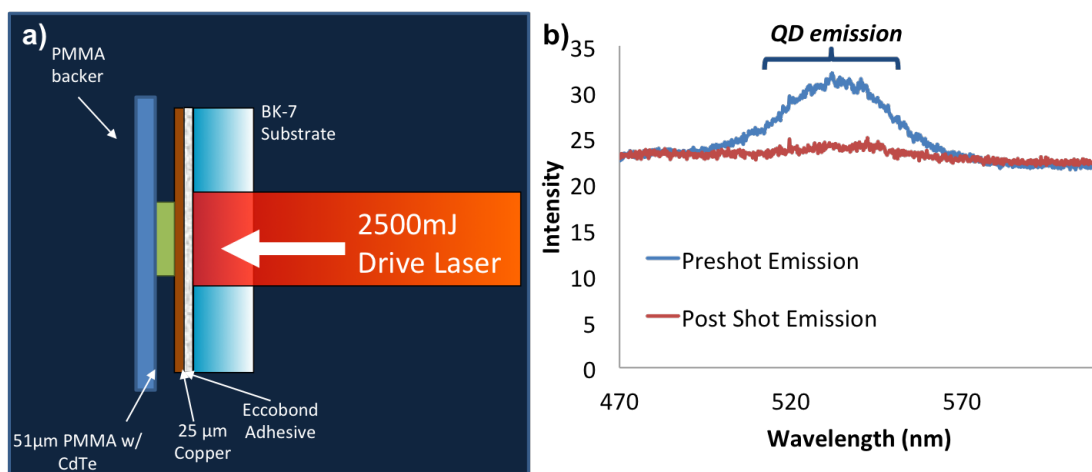 a)
PMMA
backer
BK-7
Substrate
2500mJ
Drive Laser
Eccobond
Adhesive
25 μm
Copper
51μm PMMA w/
CdTe
b)
QD emission
35
30
25
20
15
10
5
0
Intensity
Preshot Emission
Post Shot Emission
470
520
570
Wavelength (nm)